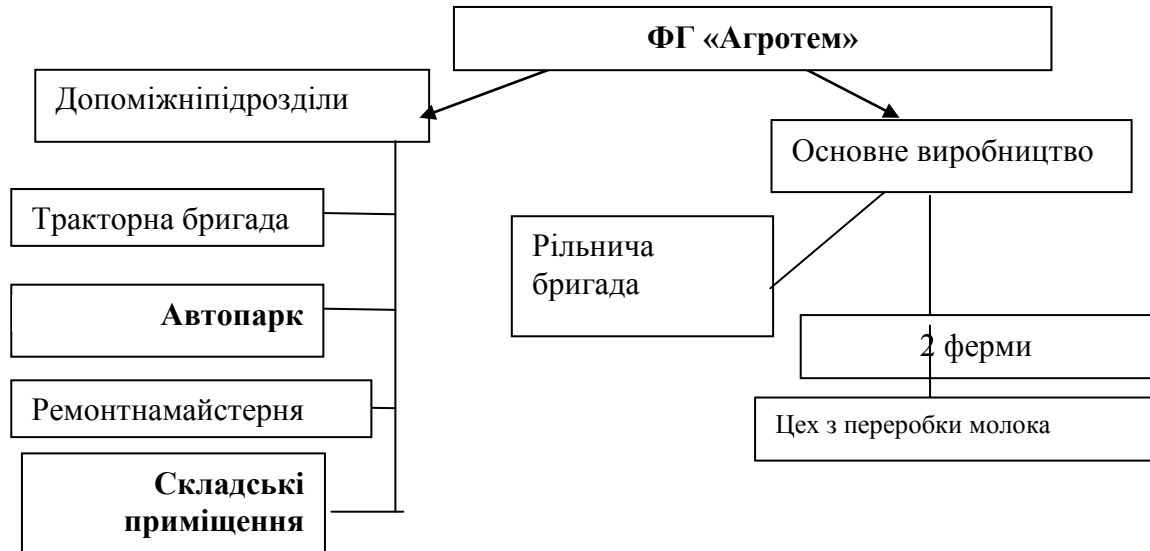 ФГ «Агротем»
Допоміжніпідрозділи
Основне виробництво
Тракторна бригада
Рільнича
бригада
Автопарк
2 ферми
Ремонтнамайстерня
Цех з переробки молока
Складські
приміщення